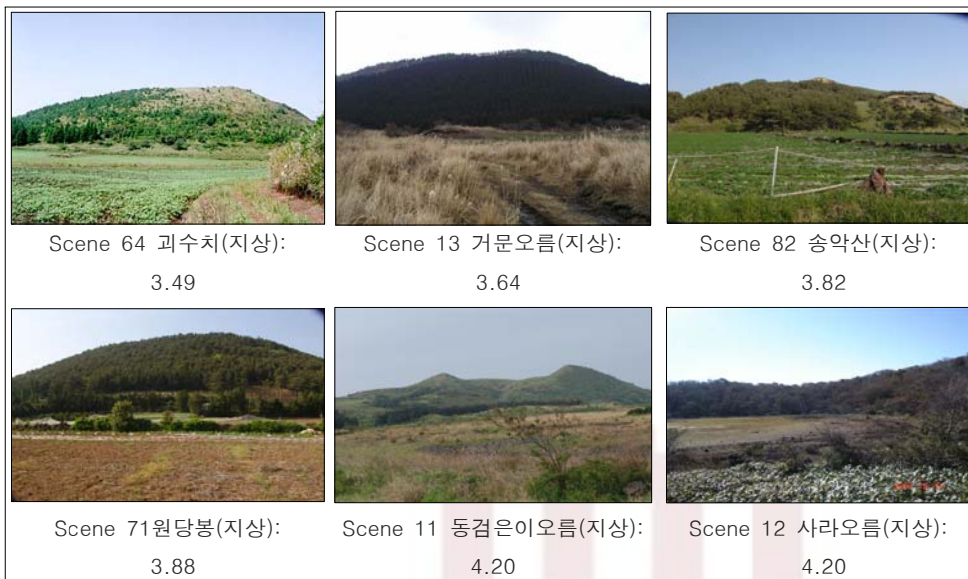 Scene 64 괴수치(지상):
3.49
Scene 13 거문오름(지상):
3.64
Scene 82 송악산(지상):
3.82
Scene 71원당봉(지상):
3.88
Scene 11 동검은이오름(지상):
4.20
Scene 12 사라오름(지상):
4.20